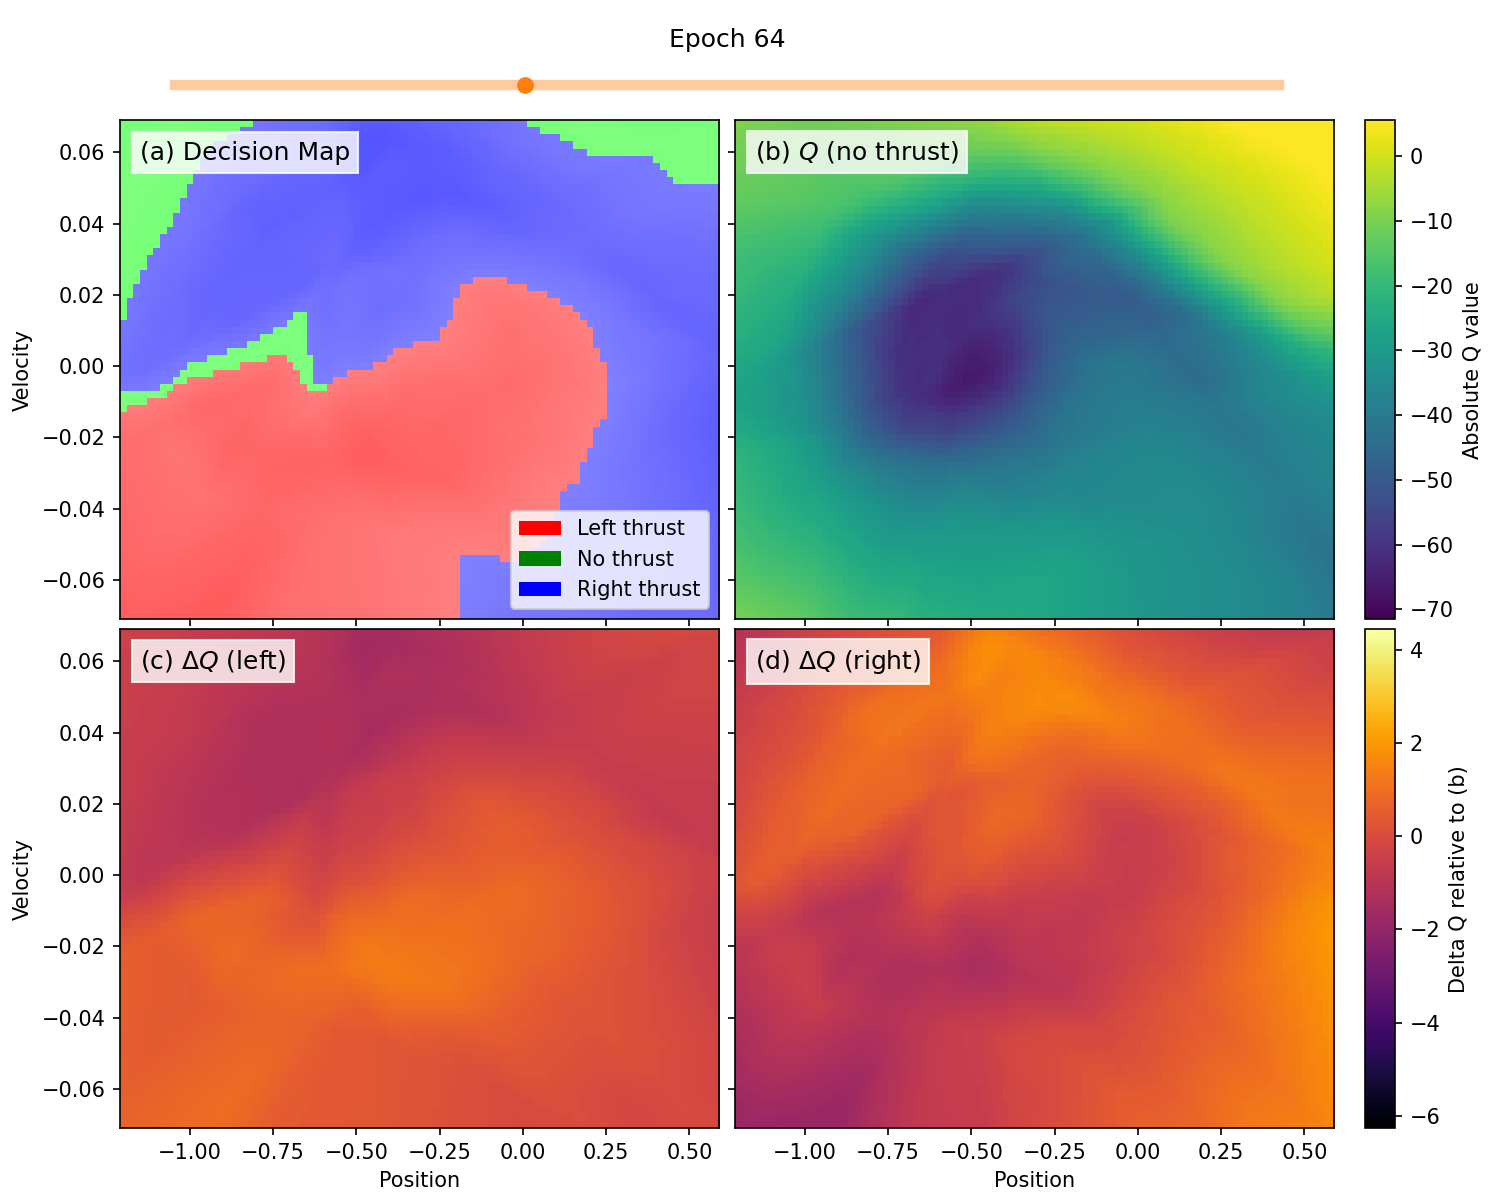 Epoch 64
(a) Decision Map
(b) Q (no thrust)
0.06
0.04
0.02
0.00
−0.02
−0.04
−0.06
Velocity
Left thrust
No thrust
Right thrust
0
−10
−20
−30
−40
−50
−60
−70
Absolute Q value
(c) ΔQ (left)
(d) ΔQ (right)
0.06
0.04
0.02
0.00
−0.02
−0.04
−0.06
Velocity
4
2
0
−2
−4
−6
Delta Q relative to (b)
−1.00 −0.75 −0.50 −0.25 0.00 0.25 0.50
Position
−1.00 −0.75 −0.50 −0.25 0.00 0.25 0.50
Position